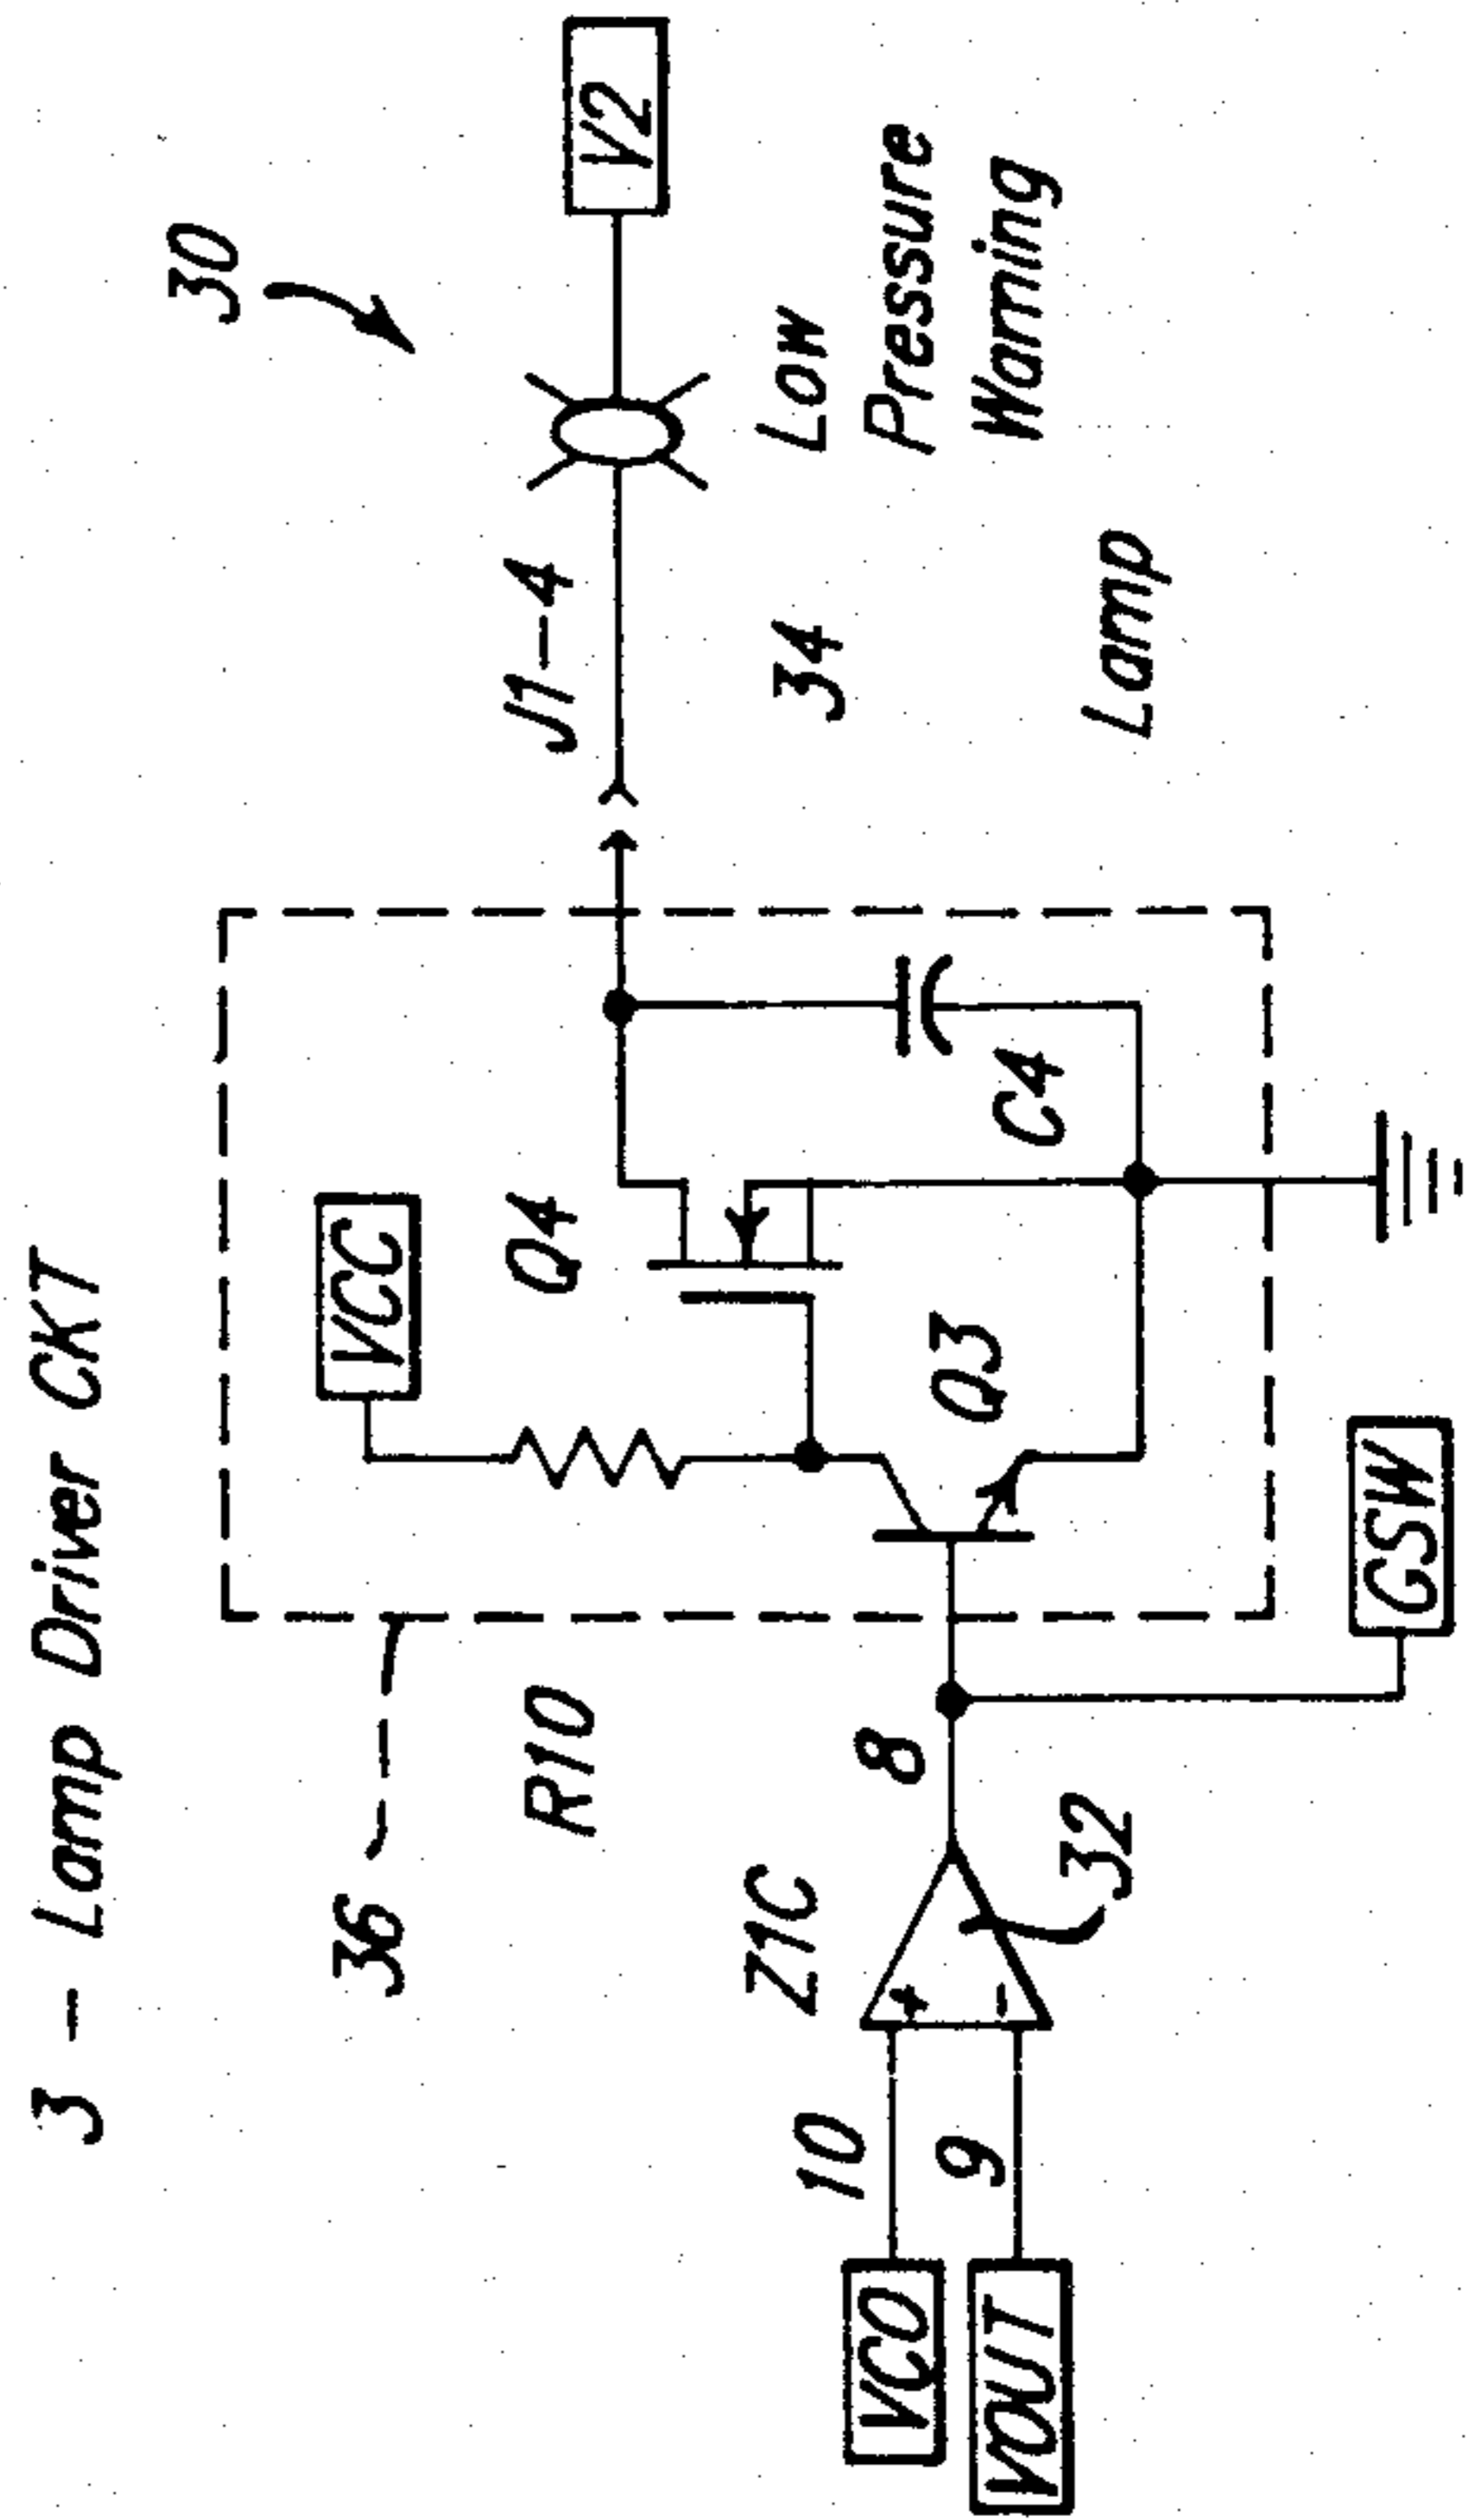 3 - Lamp Driver CKT
30
36
VCC
V2
J1-4
R10
Q4
34
Low
Pressure
Warning
Lamp
Z1C
8
10
VCO
9
VOUT
32
Q3
C4
GSW